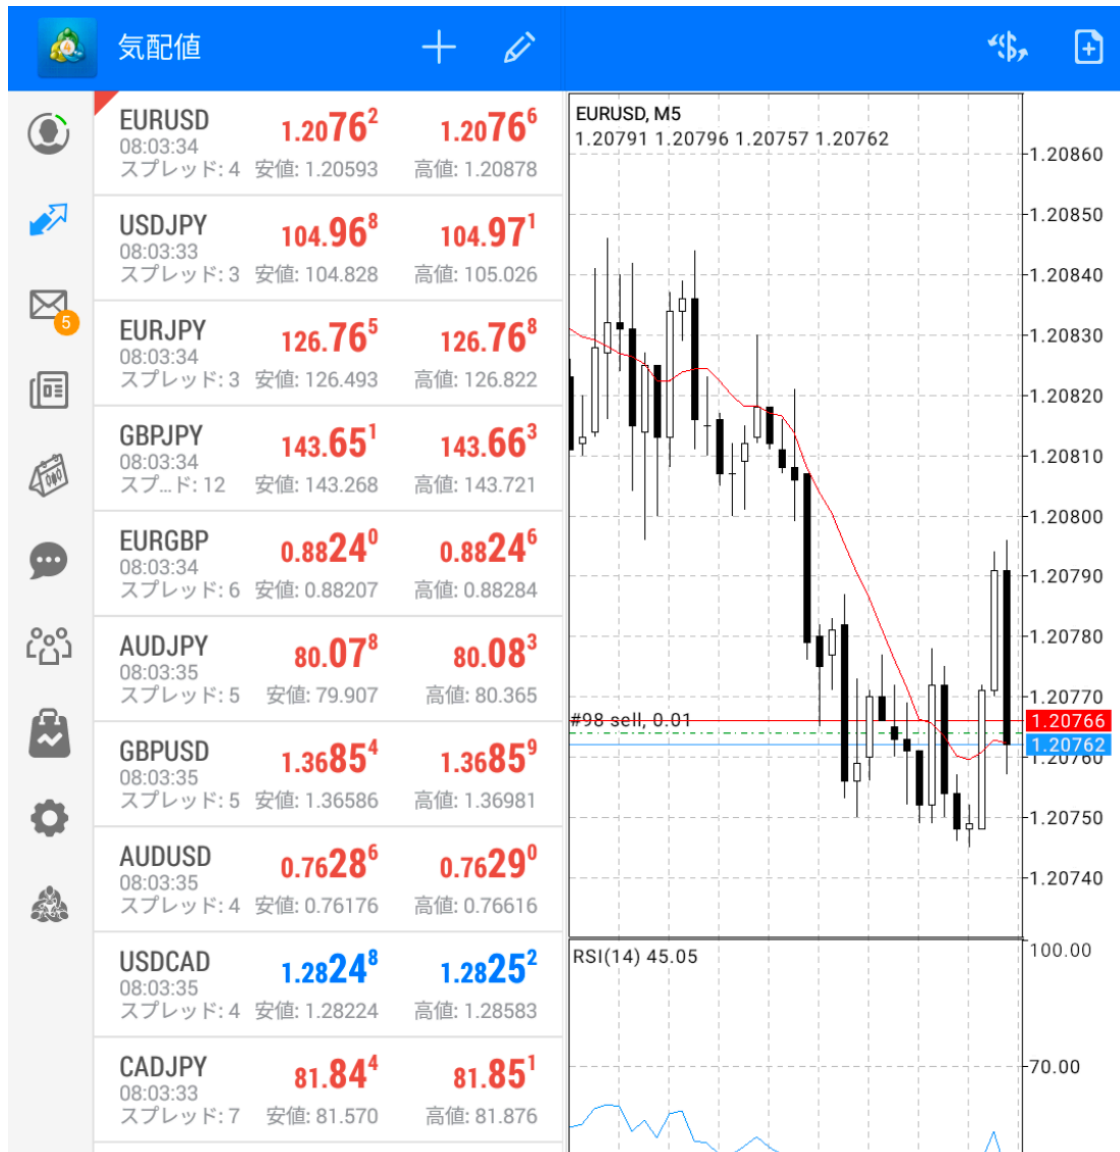 気配値
EURUSD
08:03:34
スプレッド: 4 安値: 1.20593 高値: 1.20878
1.20762 1.20766
USDJPY
08:03:33
スプレッド: 3 安値: 104.828 高値: 105.026
104.968 104.971
EURJPY
08:03:34
スプレッド: 3 安値: 126.493 高値: 126.822
126.765 126.768
GBPJPY
08:03:34
スプ...ド: 12 安値: 143.268 高値: 143.721
143.651 143.663
EURGBP
08:03:34
スプレッド: 6 安値: 0.88207 高値: 0.88284
0.88240 0.88246
AUDJPY
08:03:35
スプレッド: 5 安値: 79.907 高値: 80.365
80.078 80.083
GBPUSD
08:03:35
スプレッド: 5 安値: 1.36586 高値: 1.36981
1.36854 1.36859
AUDUSD
08:03:35
スプレッド: 4 安値: 0.76176 高値: 0.76616
0.76286 0.76290
USDCAD
08:03:35
スプレッド: 4 安値: 1.28224 高値: 1.28583
1.28248 1.28252
CADJPY
08:03:33
スプレッド: 7 安値: 81.570 高値: 81.876
81.844 81.851
5
EURUSD, M5
1.20791 1.20796 1.20757 1.20762
1.20860
1.20850
1.20840
1.20830
1.20820
1.20810
1.20800
1.20790
1.20780
1.20770
#98 sell, 0.01
1.20766
1.20762
1.20760
1.20750
1.20740
RSI(14) 45.05
100.00
70.00